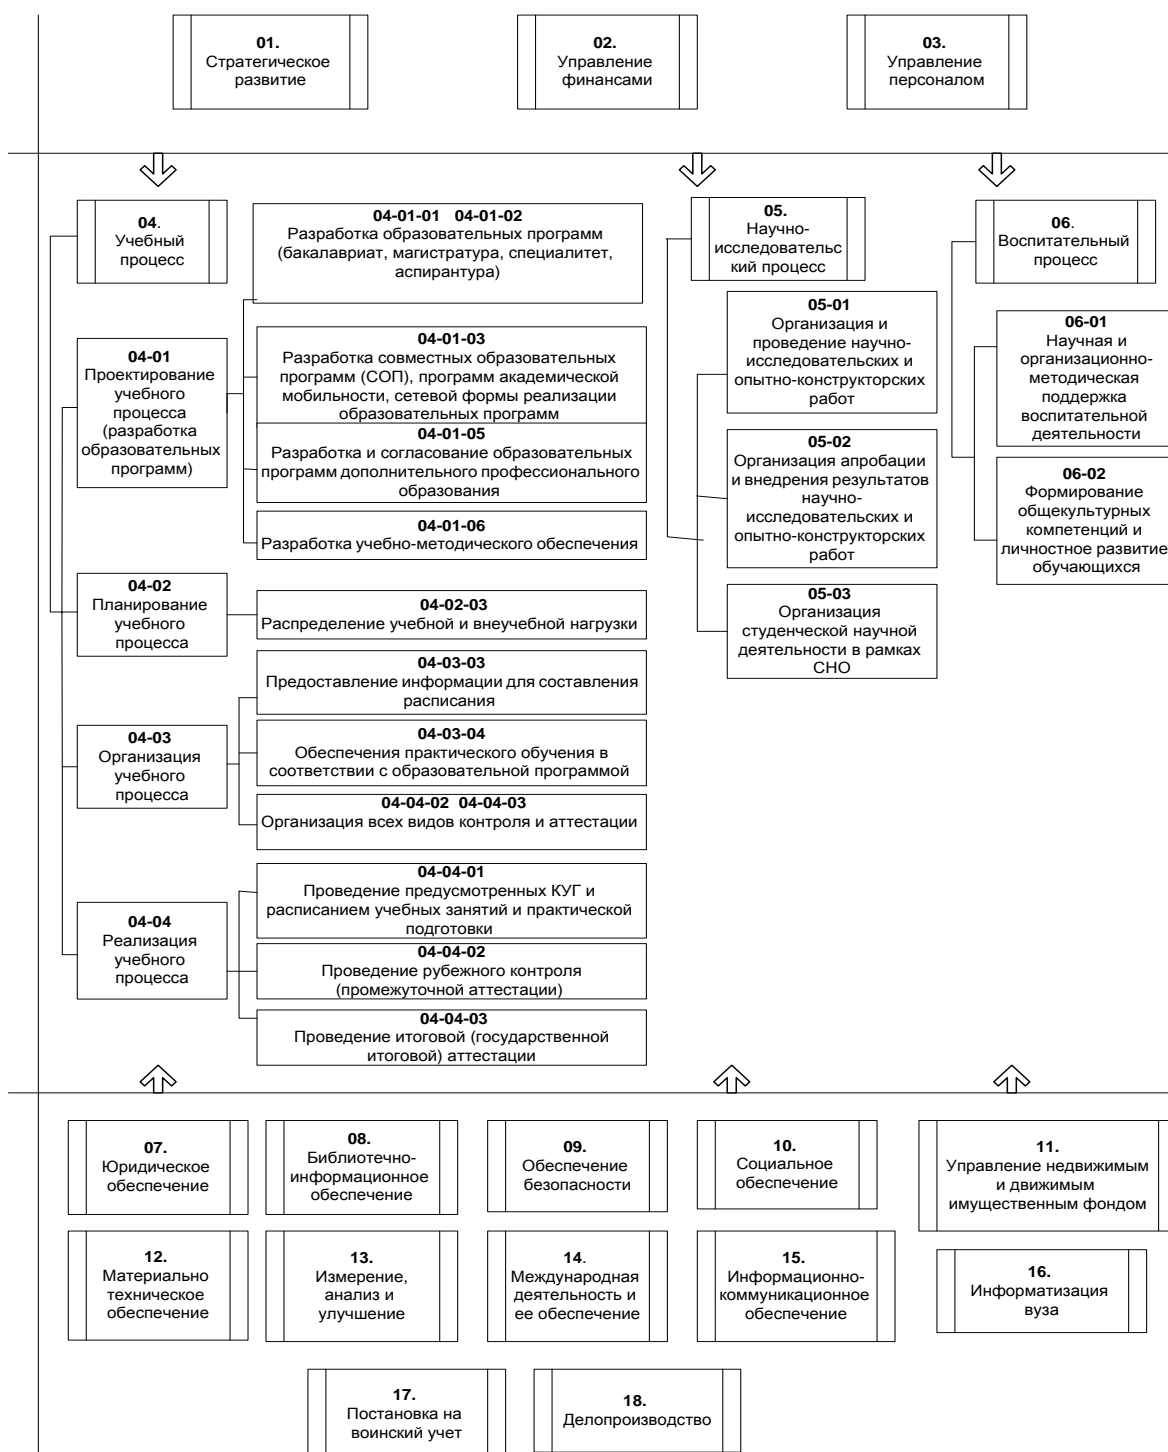 01.
Стратегическое
развитие
02.
Управление
финансами
03.
Управление
персоналом
04.
Учебный
процесс
04-01-01 04-01-02
Разработка образовательных программ
(бакалавриат, магистратура, специалитет,
аспирантура)
04-01
Проектирование
учебного
процесса
(разработка
образовательных
программ)
04-01-03
Разработка совместных образовательных
программ (СОП), программ академической
мобильности, сетевой формы реализации
образовательных программ
04-01-05
Разработка и согласование образовательных
программ дополнительного профессионального
образования
04-01-06
Разработка учебно-методического обеспечения
04-02
Планирование
учебного
процесса
04-02-03
Распределение учебной и внеучебной нагрузки
04-03
Организация
учебного
процесса
04-03-03
Предоставление информации для составления
расписания
04-03-04
Обеспечения практического обучения в
соответствии с образовательной программой
04-04-02 04-04-03
Организация всех видов контроля и аттестации
04-04
Реализация
учебного
процесса
04-04-01
Проведение предусмотренных КУГ и
расписанием учебных занятий и практической
подготовки
04-04-02
Проведение рубежного контроля
(промежуточной аттестации)
04-04-03
Проведение итоговой (государственной
итоговой) аттестации
05.
Научно-
исследовательс
кий процесс
05-01
Организация и
проведение научно-
исследовательских и
опытно-конструкторских
работ
05-02
Организация апробации
и внедрения результатов
научно-
исследовательских и
опытно-конструкторских
работ
05-03
Организация
студенческой научной
деятельности в рамках
СНО
06.
Воспитательный
процесс
06-01
Научная и
организационно-
методическая
поддержка
воспитательной
деятельности
06-02
Формирование
общекультурных
компетенций и
личностное развитие
обучающихся
07.
Юридическое
обеспечение
08.
Библиотечно-
информационное
обеспечение
09.
Обеспечение
безопасности
10.
Социальное
обеспечение
11.
Управление недвижимым
и движимым
имущественным фондом
12.
Материально
техническое
обеспечение
13.
Измерение,
анализ и
улучшение
14.
Международная
деятельность и
ее обеспечение
15.
Информационно-
коммуникационное
обеспечение
16.
Информатизация
вуза
17.
Постановка на
воинский учет
18.
Делопроизводство